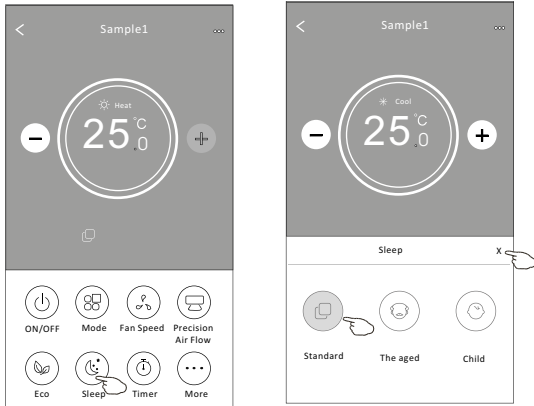 Sample1
Heat
25.0°C
ON/OFF
Mode
Fan Speed
Precision
Air Flow
Eco
Sleep
Timer
More
Sample1
Cool
25.0°C
Sleep
X
Standard
The aged
Child